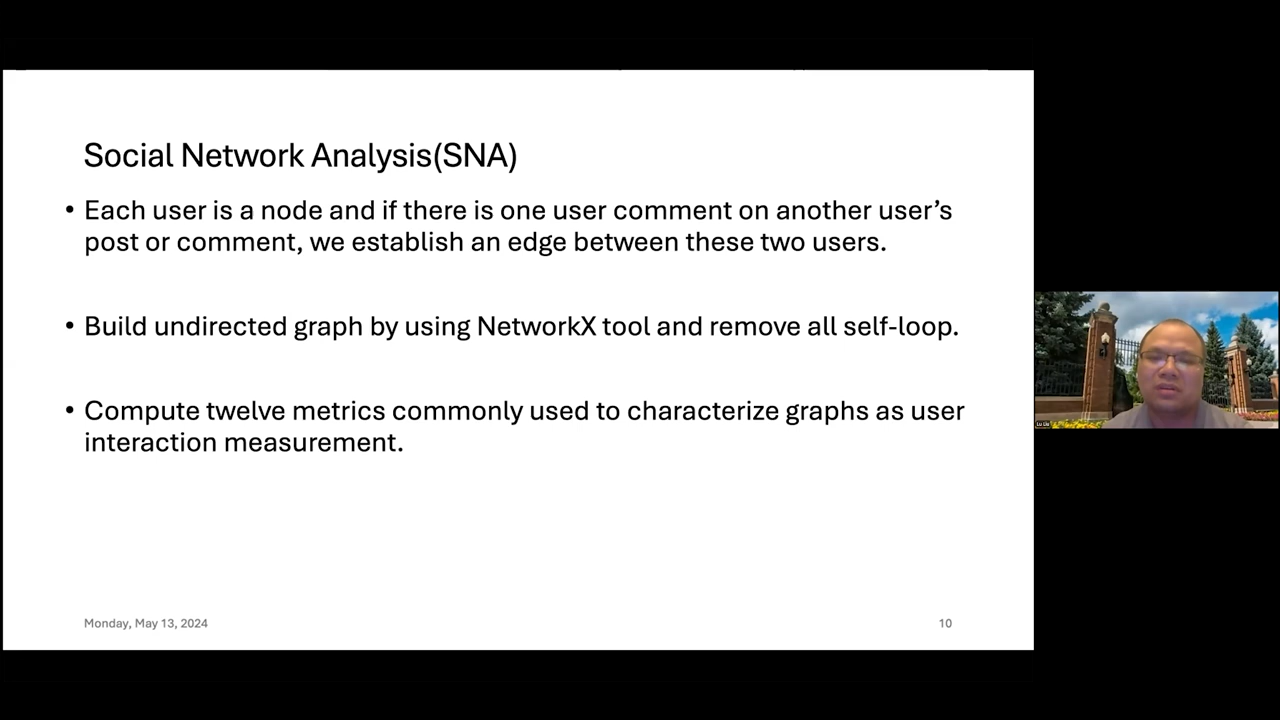 Social Network Analysis(SNA)
• Each user is a node and if there is one user comment on another user’s
post or comment, we establish an edge between these two users.
• Build undirected graph by using NetworkX tool and remove all self-loop.
• Compute twelve metrics commonly used to characterize graphs as user
interaction measurement.
Monday, May 13, 2024
10